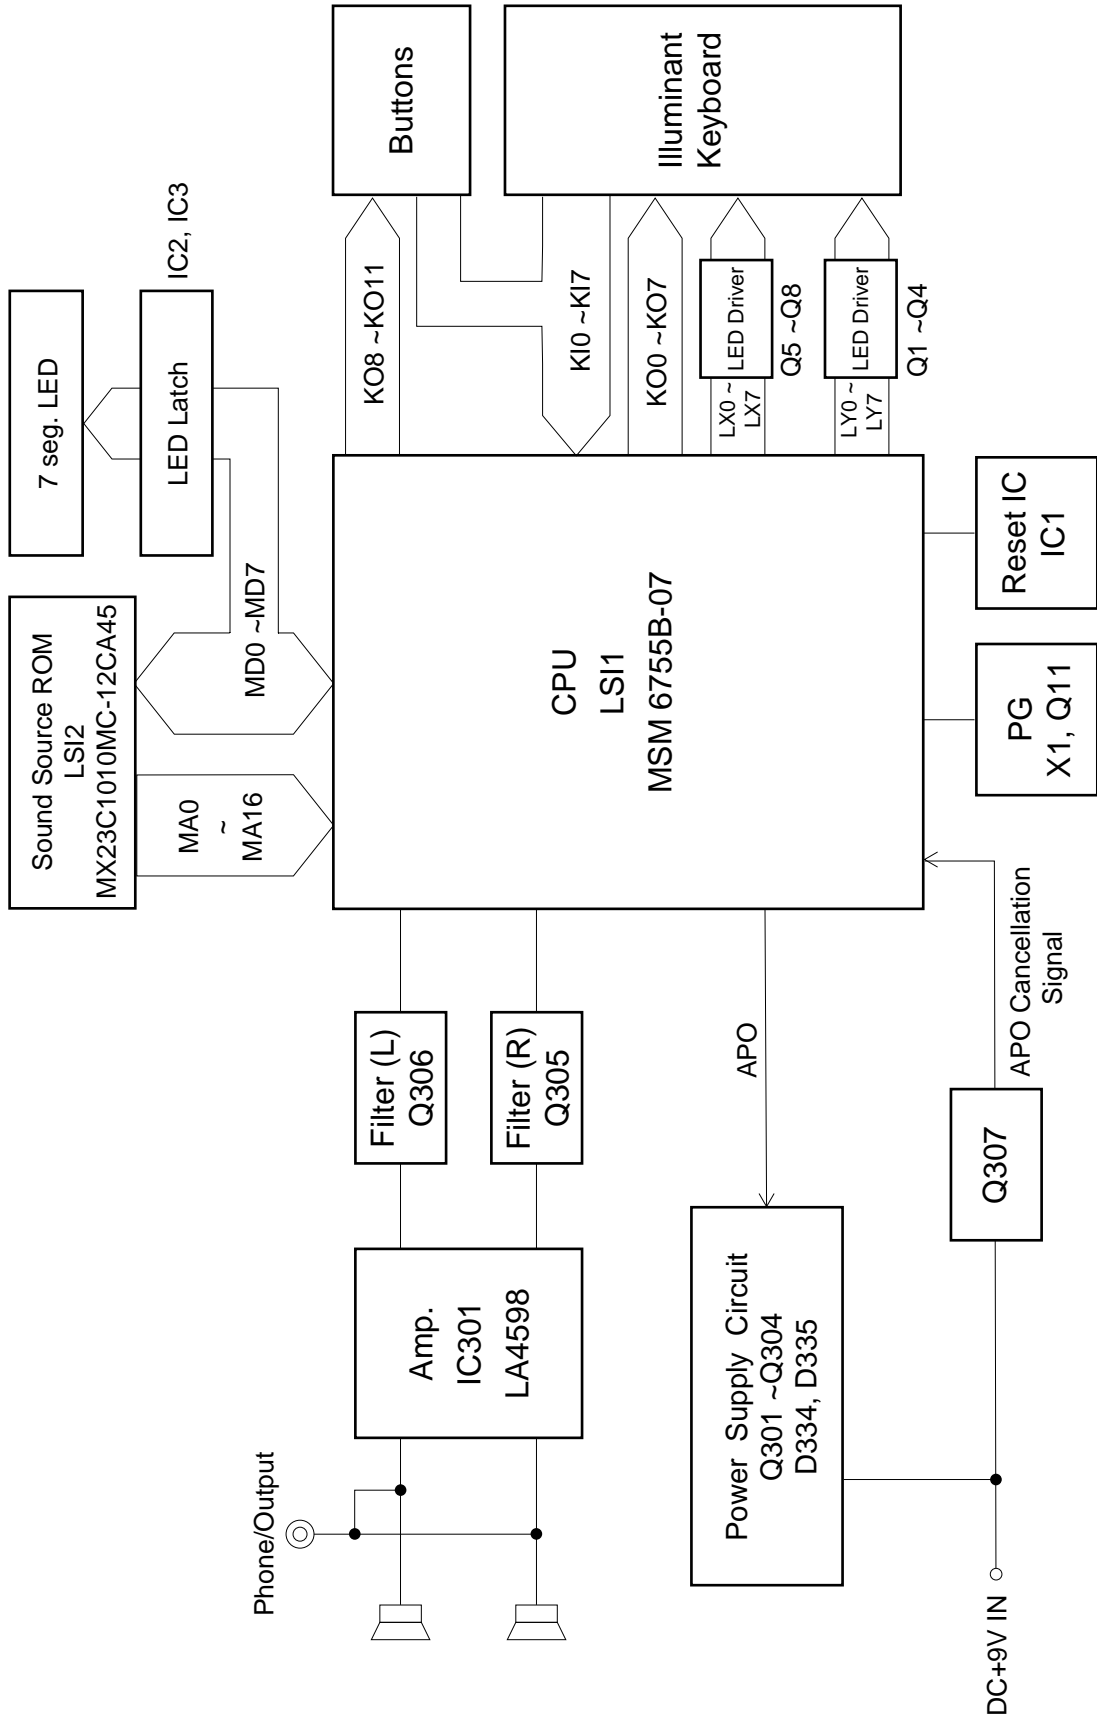 Sound Source ROM
LSI2
MX23C1010MC-12CA45
7 seg. LED
LED Latch
IC2, IC3
MA0
~
MA16
MD0 ~MD7
Phone/Output
Amp.
IC301
LA4598
Filter (L)
Q306
Filter (R)
Q305
CPU
LSI1
MSM 6755B-07
KO8 ~KO11
Buttons
KI0 ~KI7
KO0 ~KO7
Illuminant
Keyboard
LX0 ~
LX7
LED Driver
Q5 ~Q8
LY0 ~
LY7
LED Driver
Q1 ~Q4
APO
Power Supply Circuit
Q301 ~Q304
D334, D335
DC+9V IN
Q307
APO Cancellation
Signal
PG
X1, Q11
Reset IC
IC1